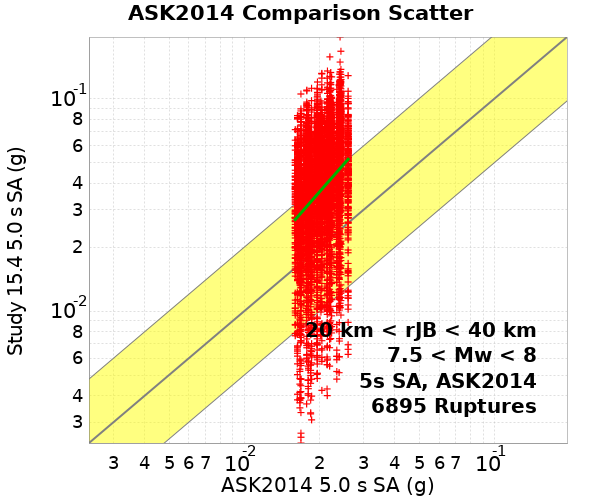 ASK2014 Comparison Scatter
Study 15.4 5.0 s SA (g)
10-1
8
6
4
3
2
10-2
8
6
4
3
20 km < rJB < 40 km
7.5 < Mw < 8
5s SA, ASK2014
6895 Ruptures
3 4 5 6 7 10-2 2 3 4 5 6 7 10-1
ASK2014 5.0 s SA (g)